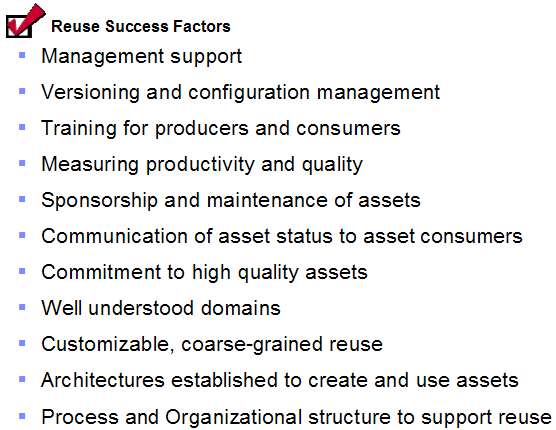 Reuse Success Factors
Management support
Versioning and configuration management
Training for producers and consumers
Measuring productivity and quality
Sponsorship and maintenance of assets
Communication of asset status to asset consumers
Commitment to high quality assets
Well understood domains
Customizable, coarse-grained reuse
Architectures established to create and use assets
Process and Organizational structure to support reuse